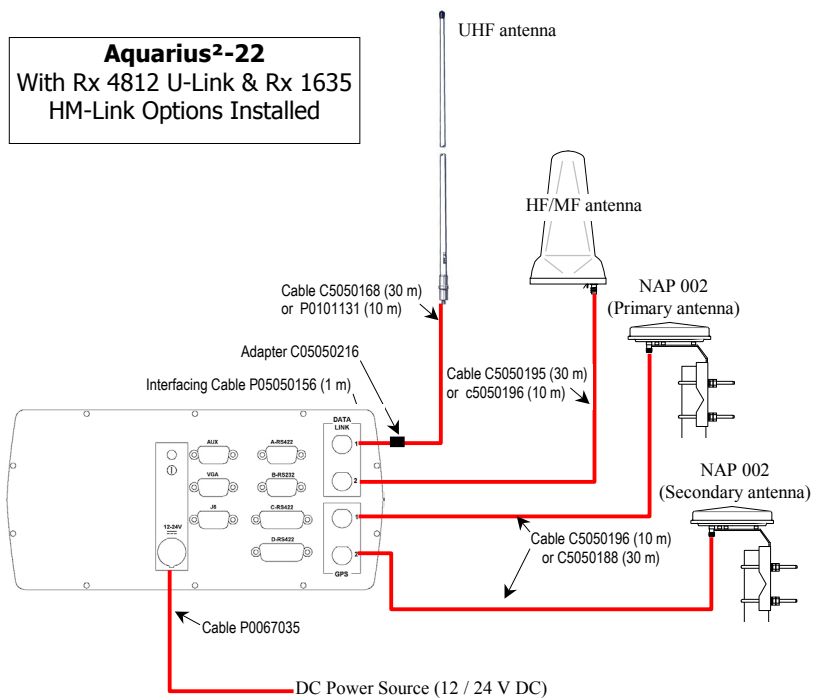 Aquarius²-22
With Rx 4812 U-Link & Rx 1635
HM-Link Options Installed
UHF antenna
HF/MF antenna
NAP 002
(Primary antenna)
Cable C5050168 (30 m)
or P0101131 (10 m)
Adapter C05050216
Cable C5050195 (30 m)
or c5050196 (10 m)
Interfacing Cable P05050156 (1 m)
NAP 002
(Secondary antenna)
DATA
LINK
1
2
AUX
A-RS422
VGA
B-RS232
J6
C-RS422
12-24V
D-RS422
1
2
GPS
Cable C5050196 (10 m)
or C5050188 (30 m)
Cable P0067035
DC Power Source (12 / 24 V DC)